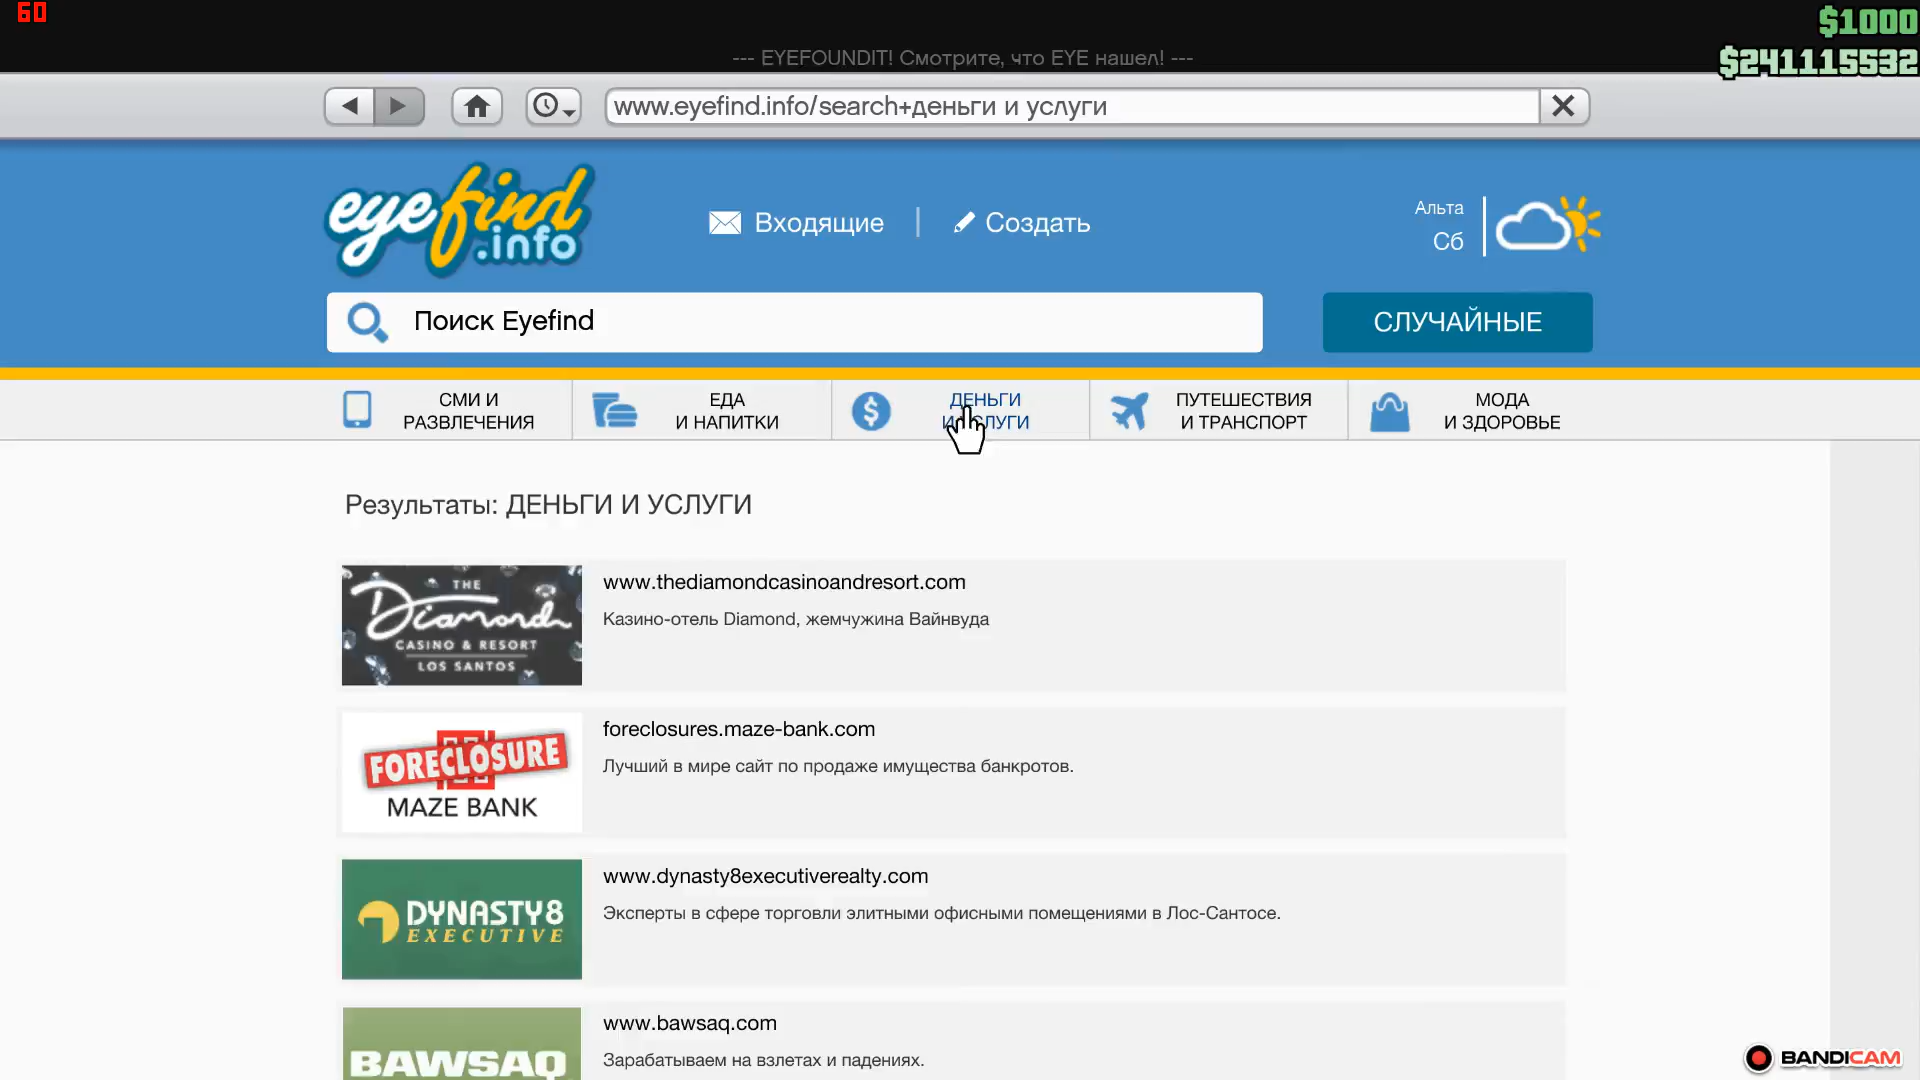 60
$1000
--- EYEFOUNDIT! Смотрите, что EYE нашел! ---
$241115532
www.eyefind.info/search+деньги и услуги
eyefind
.info
Входящие
Создать
Альта
Сб
Поиск Eyefind
СЛУЧАЙНЫЕ
СМИ И
РАЗВЛЕЧЕНИЯ
ЕДА
И НАПИТКИ
ДЕНЬГИ
И УСЛУГИ
ПУТЕШЕСТВИЯ
И ТРАНСПОРТ
МОДА
И ЗДОРОВЬЕ
Результаты: ДЕНЬГИ И УСЛУГИ
THE
Diamond
CASINO & RESORT
LOS SANTOS
www.thediamondcasinoandresort.com
Казино-отель Diamond, жемчужина Вайнвуда
FORECLOSURE
MAZE BANK
foreclosures.maze-bank.com
Лучший в мире сайт по продаже имущества банкротов.
DYNASTY8
EXECUTIVE
www.dynasty8executiverealty.com
Эксперты в сфере торговли элитными офисными помещениями в Лос-Сантосе.
BAWSAQ
www.bawsaq.com
Зарабатываем на взлетах и падениях.
BANDICAM